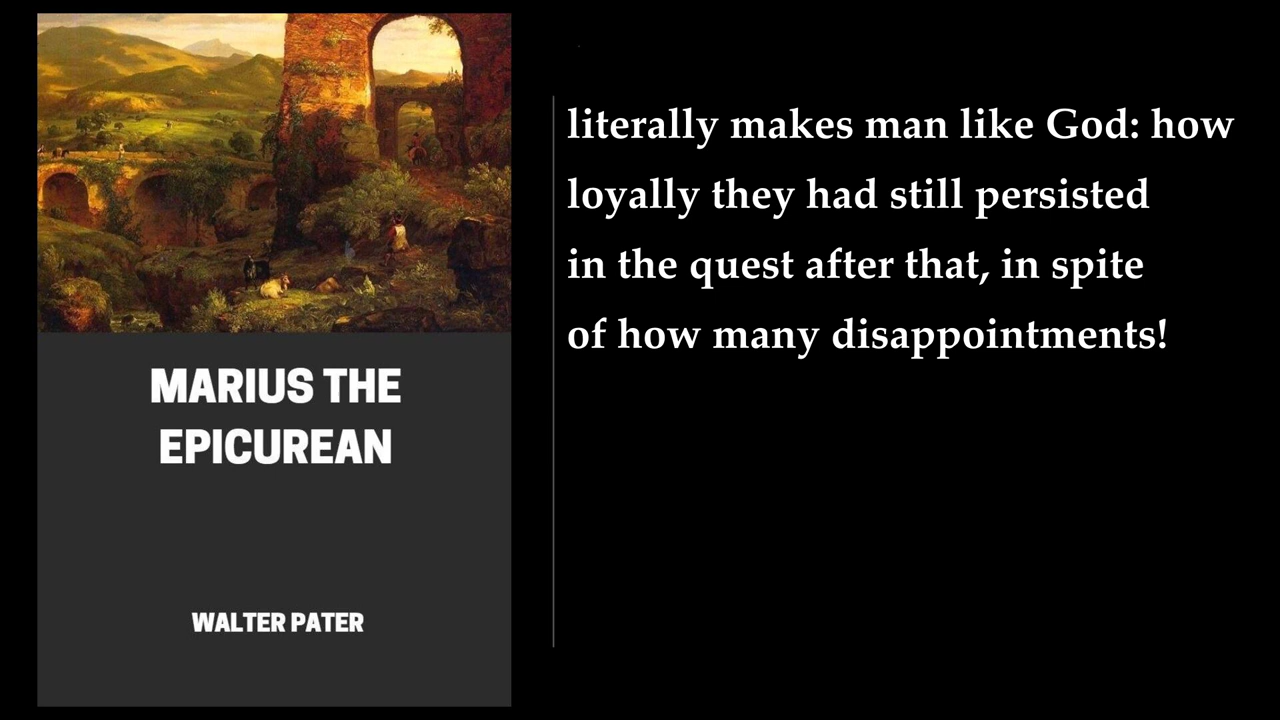 MARIUS THE
EPICUREAN
WALTER PATER
literally makes man like God: how
loyally they had still persisted
in the quest after that, in spite
of how many disappointments!